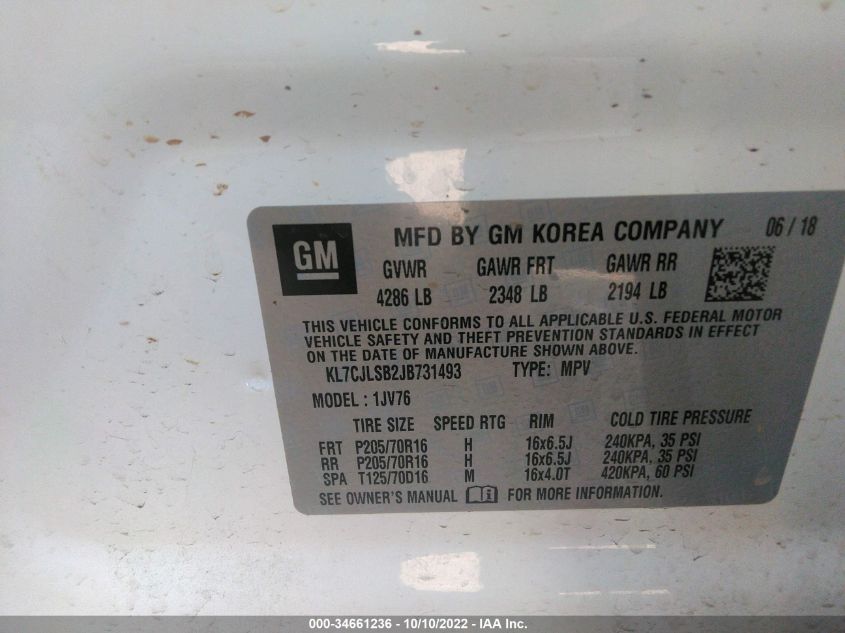 GM MFD BY GM KOREA COMPANY 06 / 18
GVWR GAWR FRT GAWR RR
4286 LB 2348 LB 2194 LB
THIS VEHICLE CONFORMS TO ALL APPLICABLE U.S. FEDERAL MOTOR
VEHICLE SAFETY AND THEFT PREVENTION STANDARDS IN EFFECT
ON THE DATE OF MANUFACTURE SHOWN ABOVE.
KL7CJLSB2JB731493 TYPE: MPV
MODEL : 1JV76
TIRE SIZE SPEED RTG RIM COLD TIRE PRESSURE
FRT P205/70R16 H 16x6.5J 240KPA, 35 PSI
RR P205/70R16 H 16x6.5J 240KPA, 35 PSI
SPA T125/70D16 M 16x4.0T 420KPA, 60 PSI
SEE OWNER'S MANUAL FOR MORE INFORMATION.
000-34661236 - 10/10/2022 - IAA Inc.